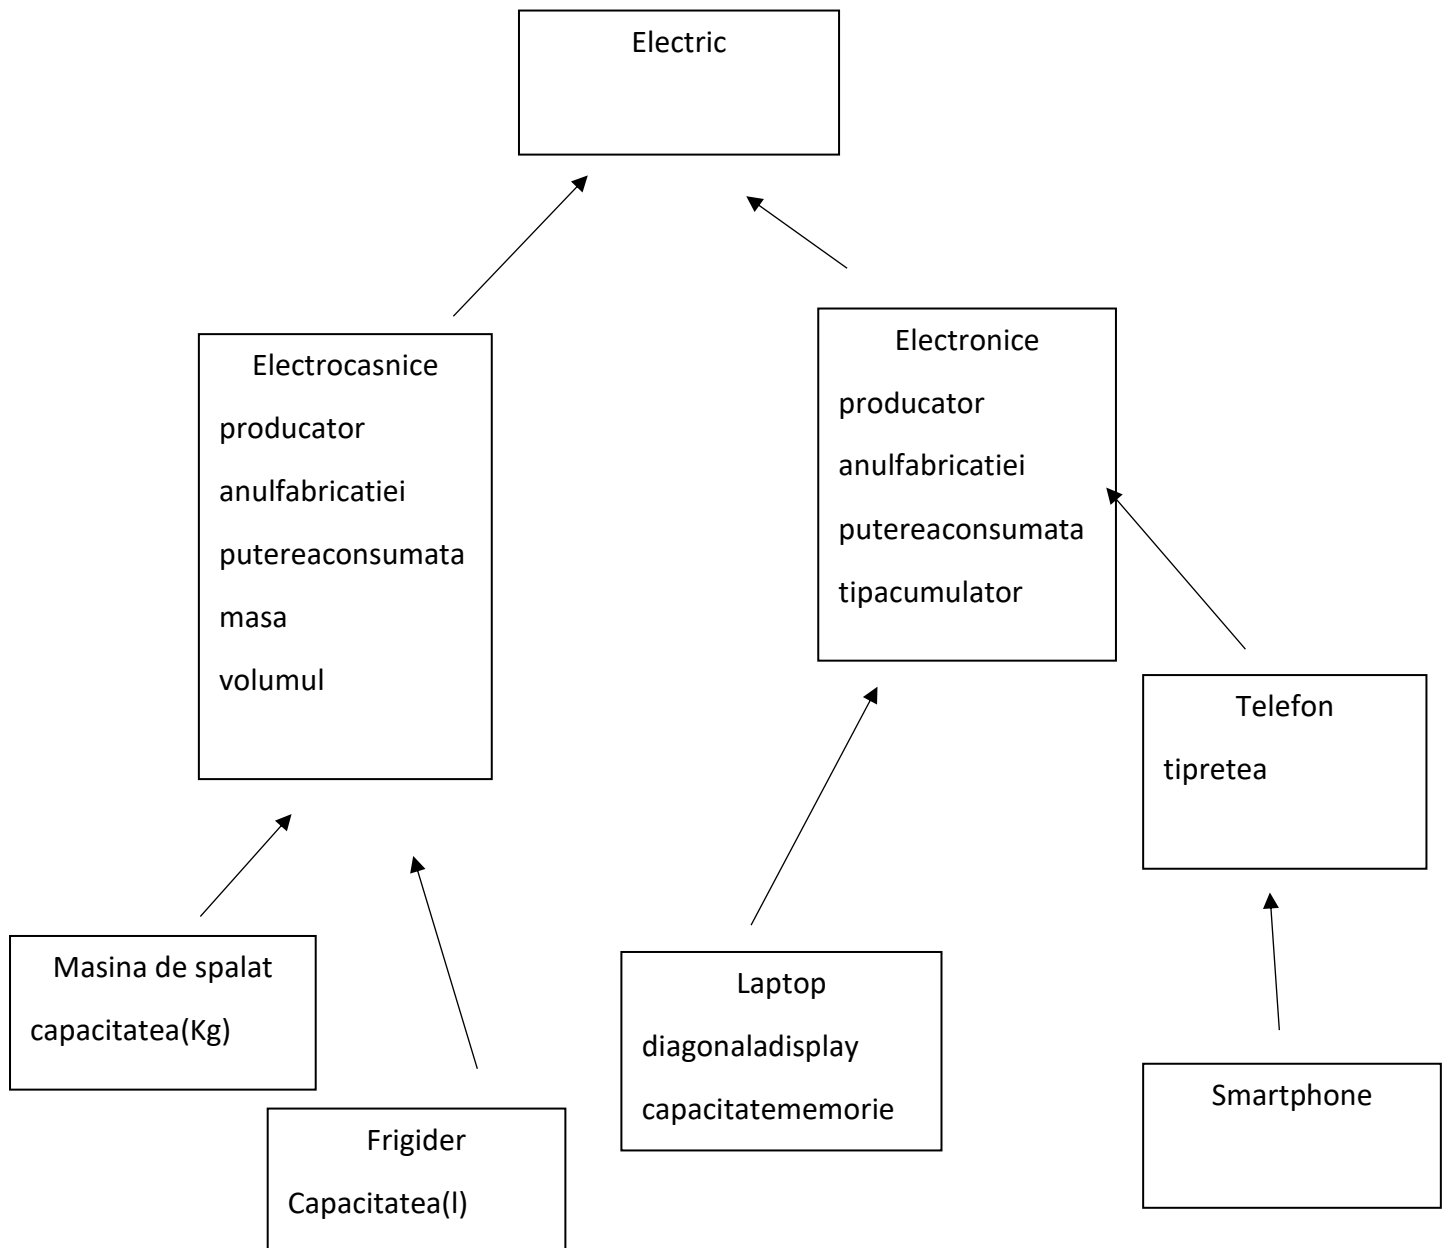 Electric
Electrocasnice
producator
anulfabricatiei
putereaconsumata
masa
volumul
Electronice
producator
anulfabricatiei
putereaconsumata
tipacumulator
Telefon
tipretea
Masina de spalat
capacitatea(Kg)
Frigider
Capacitatea(l)
Laptop
diagonaladisplay
capacitatememorie
Smartphone